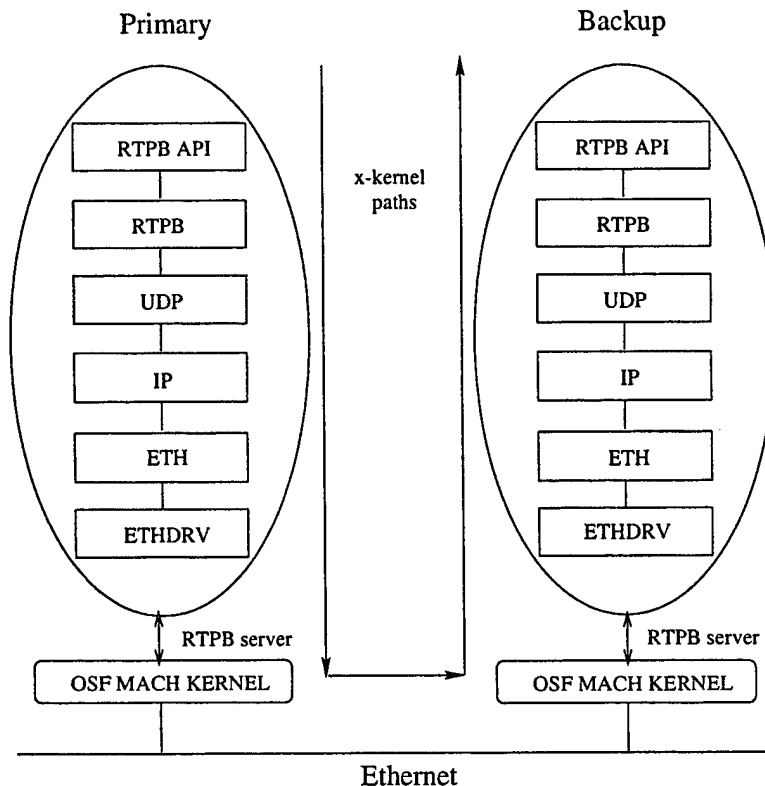 Primary
Backup
RTPB API
RTPB
UDP
IP
ETH
ETHDRV
RTPB server
OSF MACH KERNEL
x-kernel
paths
RTPB API
RTPB
UDP
IP
ETH
ETHDRV
RTPB server
OSF MACH KERNEL
Ethernet